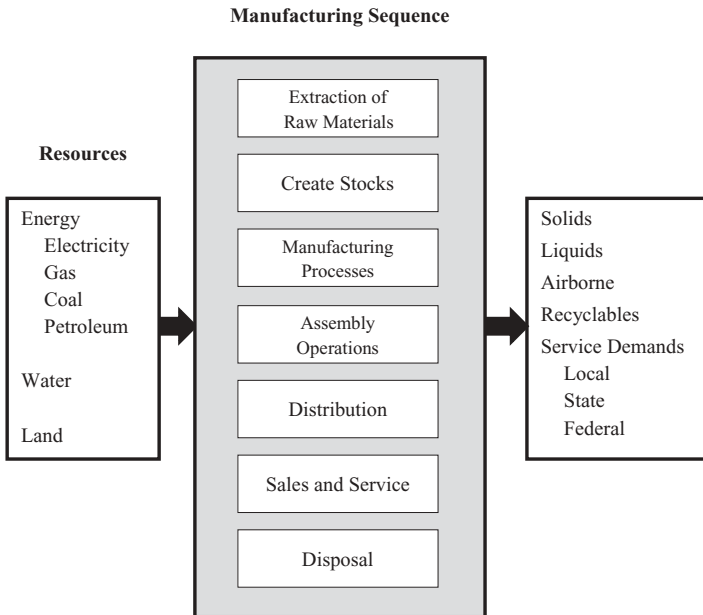 Manufacturing Sequence
Resources
Energy
Electricity
Gas
Coal
Petroleum
Water
Land
Extraction of
Raw Materials
Create Stocks
Manufacturing
Processes
Assembly
Operations
Distribution
Sales and Service
Disposal
Solids
Liquids
Airborne
Recyclables
Service Demands
Local
State
Federal